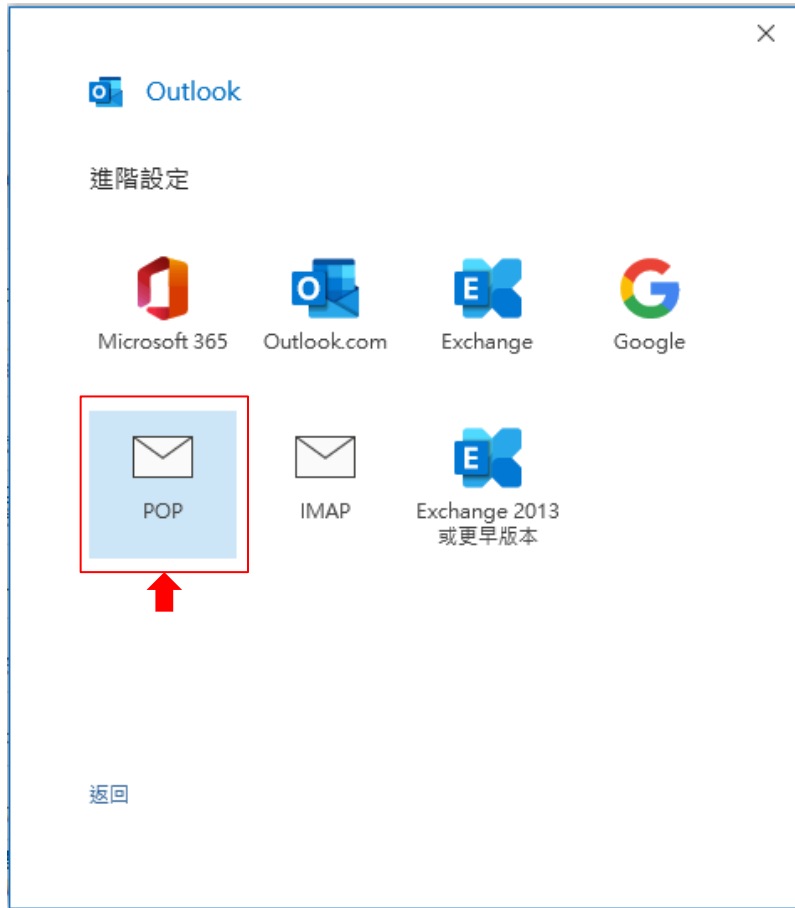 Outlook
進階設定
Microsoft 365
Outlook.com
Exchange
Google
POP
IMAP
Exchange 2013
或更早版本
返回